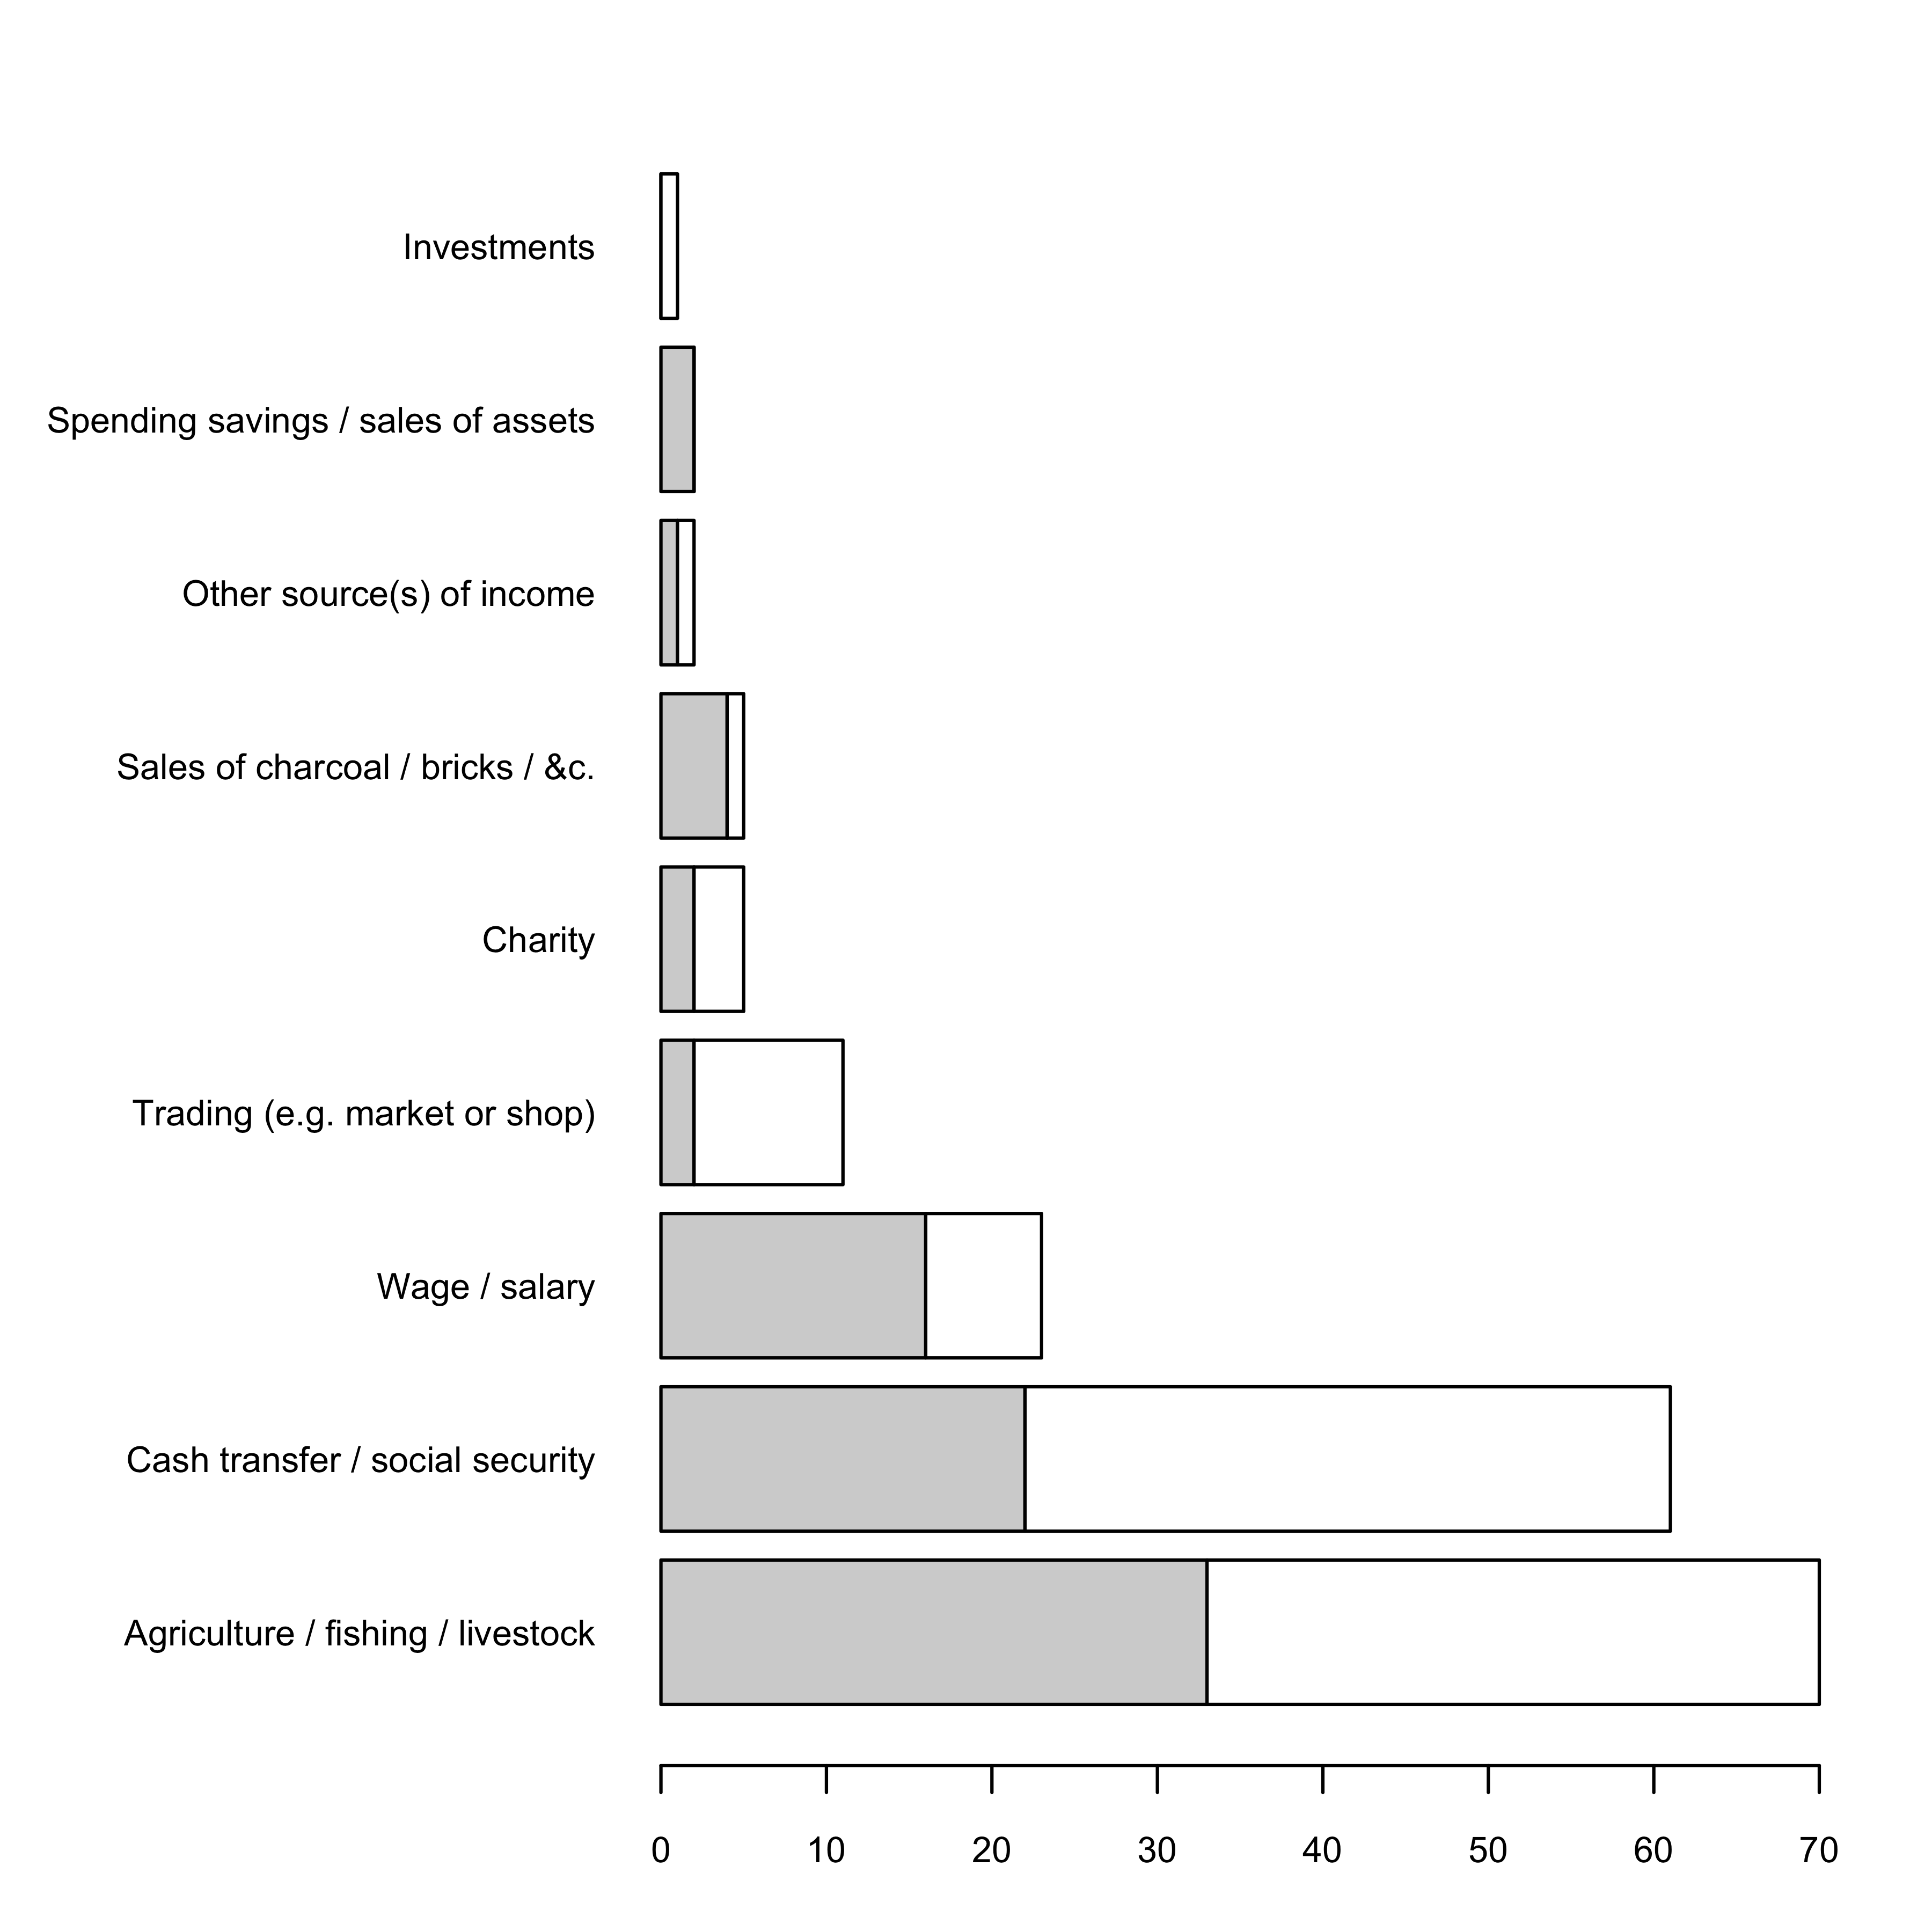 Investments
Spending savings / sales of assets
Other source(s) of income
Sales of charcoal / bricks / &c.
Charity
Trading (e.g. market or shop)
Wage / salary
Cash transfer / social security
Agriculture / fishing / livestock
0 10 20 30 40 50 60 70